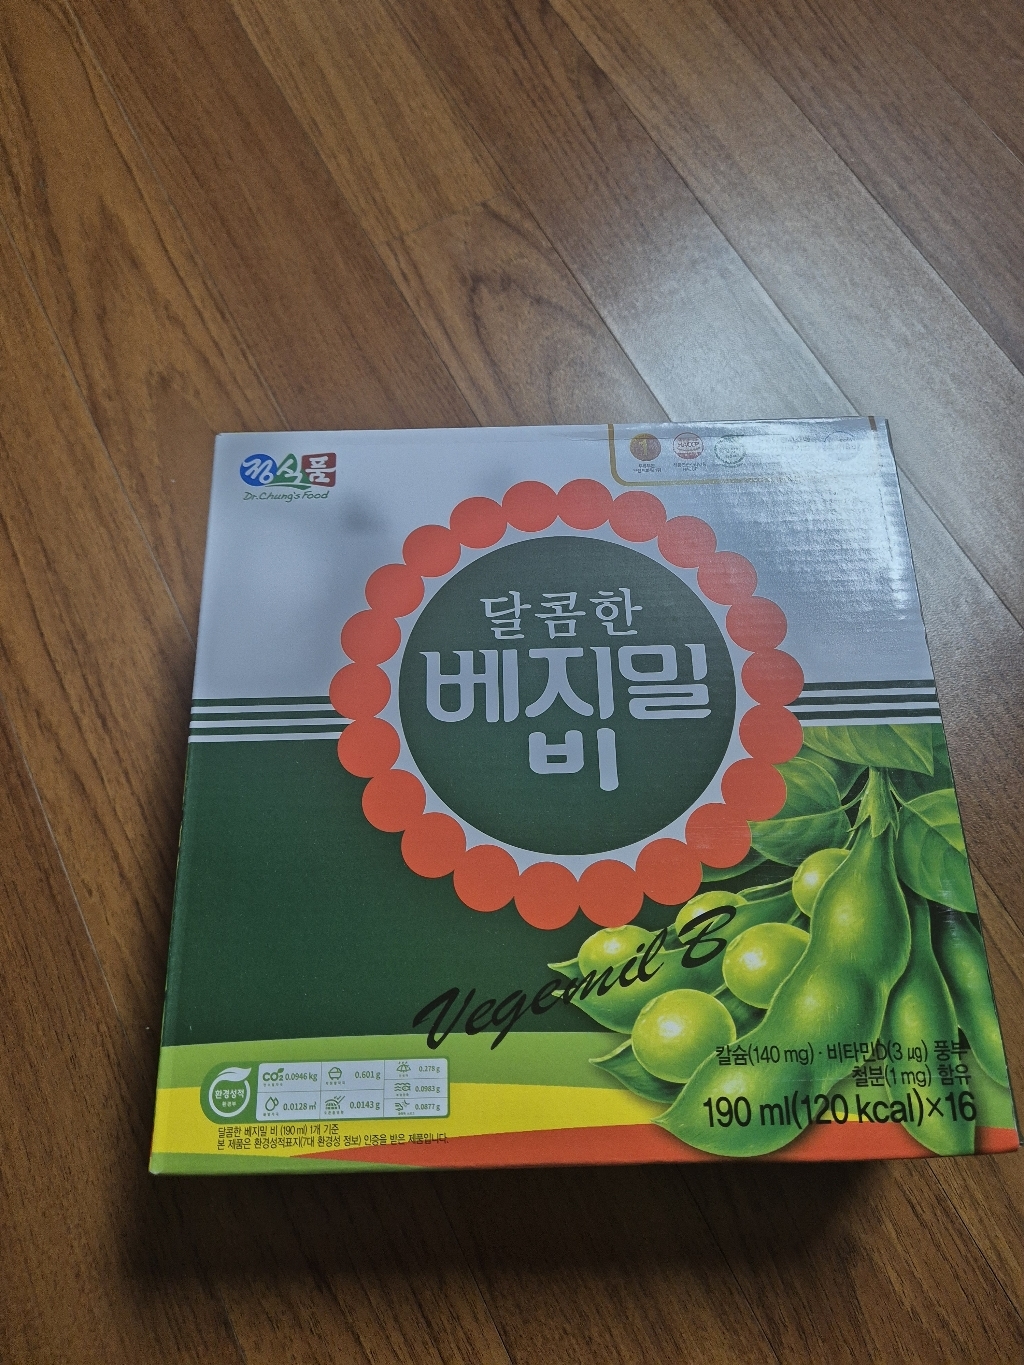 정식품
Dr.Chung's Food
HACCP
달콤한
베지밀
비
Vegemil B
칼슘(140 mg) · 비타민D(3 µg) 풍부
철분(1 mg) 함유
190 ml(120 kcal)×16
환경성적
환경부
CO2 0.0946 kg
0.601 g
0.278 g
0.0128 ㎥
0.0143 g
0.0983 g
0.0877 g
달콤한 베지밀 비 (190 ml) 1개 기준
본 제품은 환경성적표지(7대 환경성 정보) 인증을 받은 제품입니다.